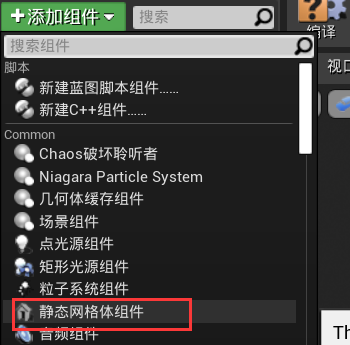 +添加组件
搜索
编译
搜索组件
视口
脚本
新建蓝图脚本组件……
新建C++组件……
Common
Chaos破坏聆听者
Niagara Particle System
几何体缓存组件
场景组件
点光源组件
矩形光源组件
粒子系统组件
静态网格体组件
音频组件
Th